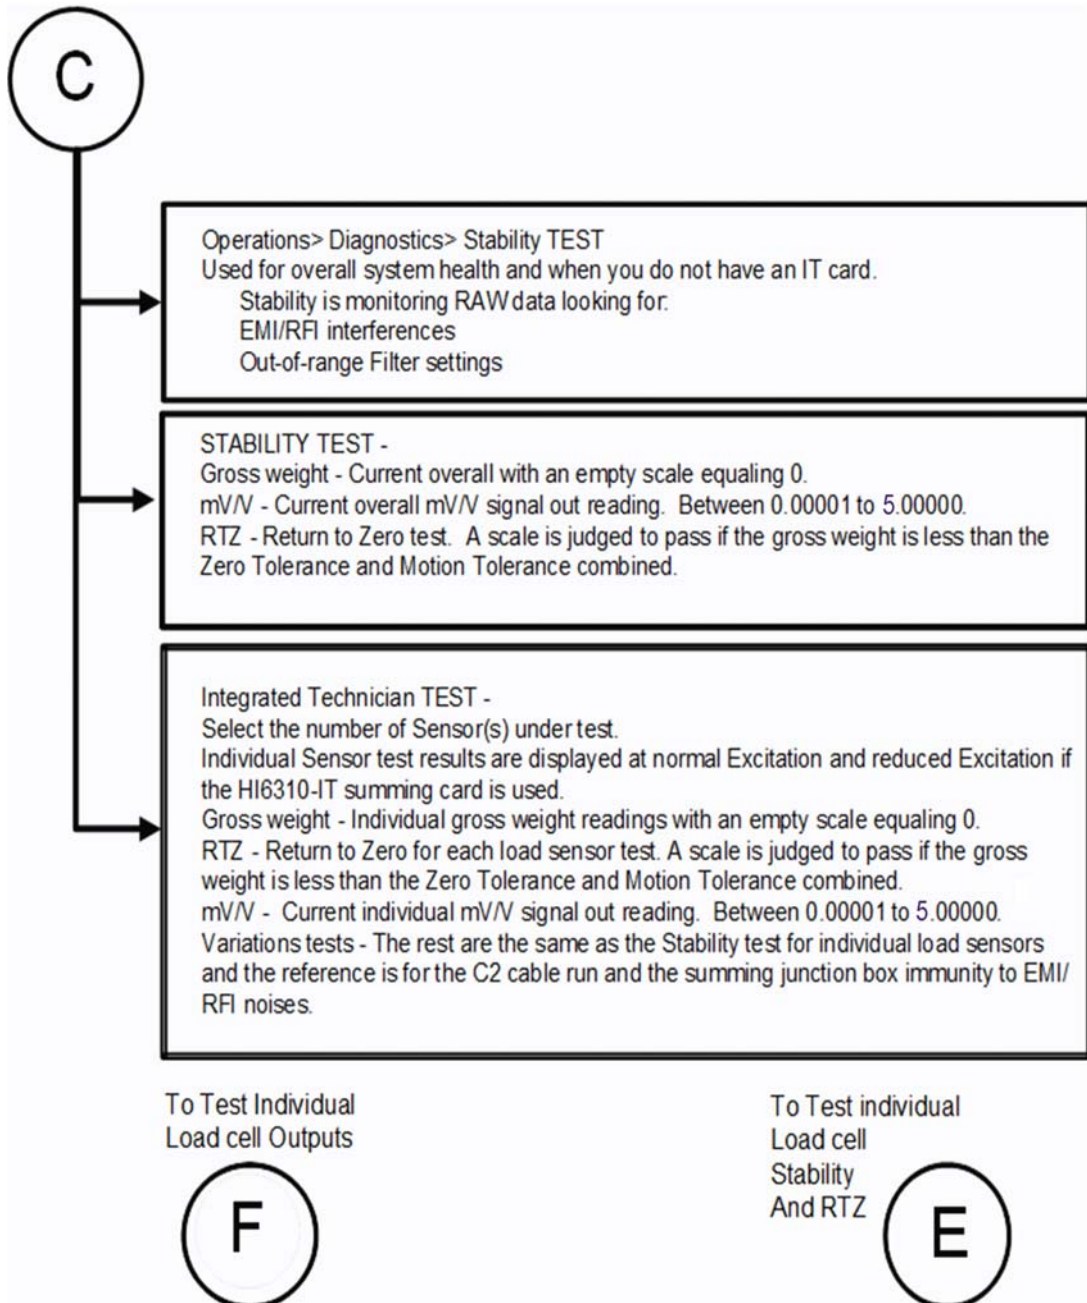 C
Operations> Diagnostics> Stability TEST
Used for overall system health and when you do not have an IT card.
Stability is monitoring RAW data looking for:
EMI/RFI interferences
Out-of-range Filter settings
STABILITY TEST -
Gross weight - Current overall with an empty scale equaling 0.
mV/V - Current overall mV/V signal out reading. Between 0.00001 to 5.00000.
RTZ - Return to Zero test. A scale is judged to pass if the gross weight is less than the
Zero Tolerance and Motion Tolerance combined.
Integrated Technician TEST -
Select the number of Sensor(s) under test.
Individual Sensor test results are displayed at normal Excitation and reduced Excitation if
the HI6310-IT summing card is used.
Gross weight - Individual gross weight readings with an empty scale equaling 0.
RTZ - Return to Zero for each load sensor test. A scale is judged to pass if the gross
weight is less than the Zero Tolerance and Motion Tolerance combined.
mV/V - Current individual mV/V signal out reading. Between 0.00001 to 5.00000.
Variations tests - The rest are the same as the Stability test for individual load sensors
and the reference is for the C2 cable run and the summing junction box immunity to EMI/
RFI noises.
To Test Individual
Load cell Outputs
F
To Test individual
Load cell
Stability
And RTZ
E